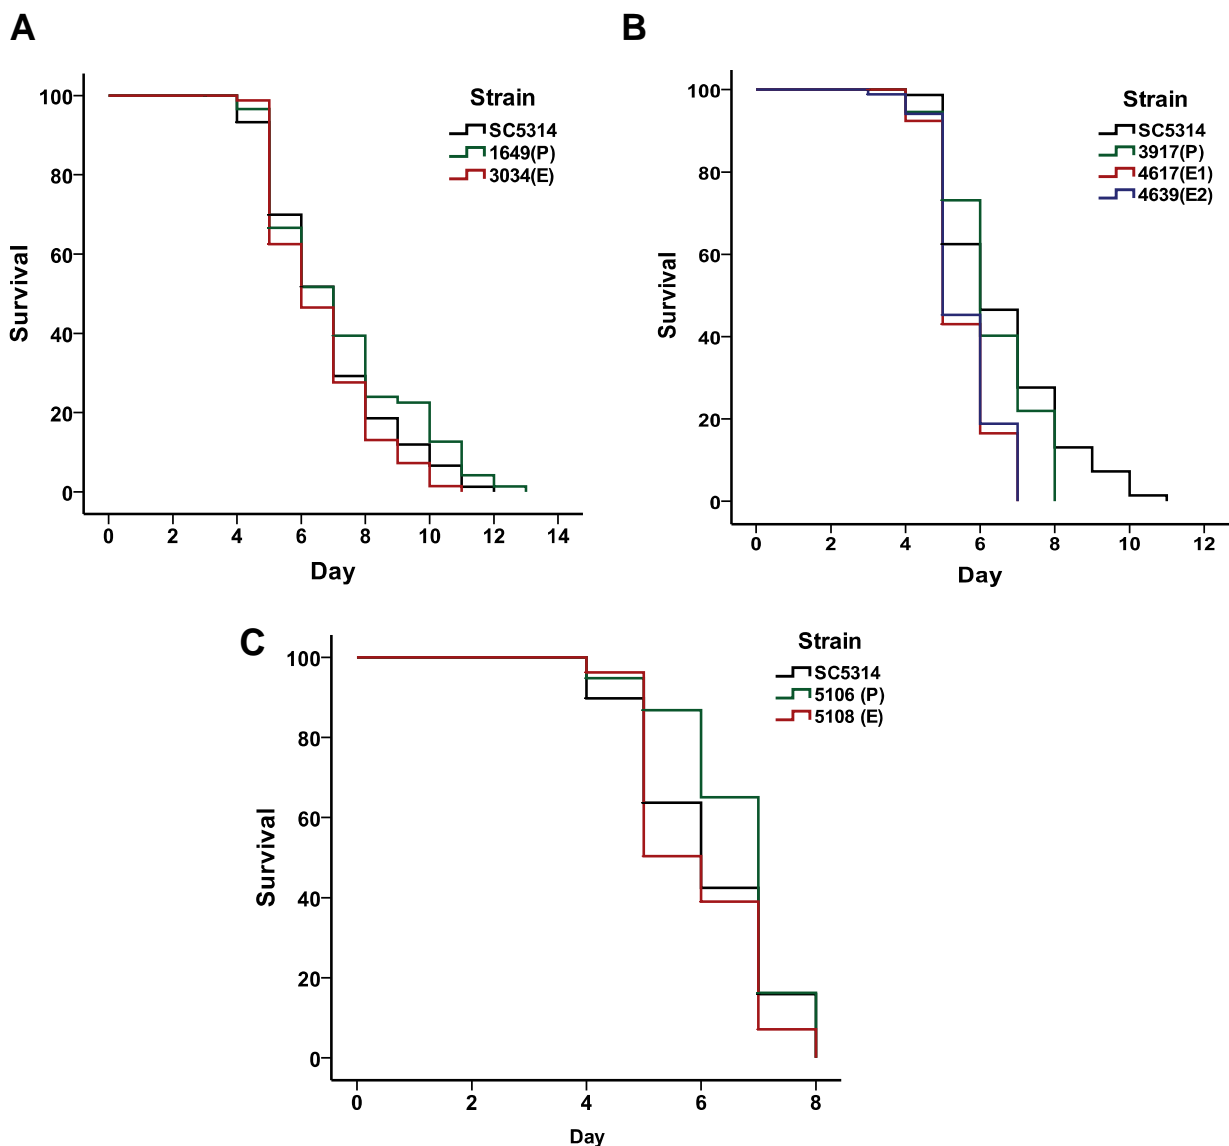 A
Strain
SC5314
1649(P)
3034(E)
100
80
60
40
20
0
Survival
0 2 4 6 8 10 12 14
Day
B
Strain
SC5314
3917(P)
4617(E1)
4639(E2)
100
80
60
40
20
0
Survival
0 2 4 6 8 10 12
Day
C
Strain
SC5314
5106 (P)
5108 (E)
100
80
60
40
20
0
Survival
0 2 4 6 8
Day